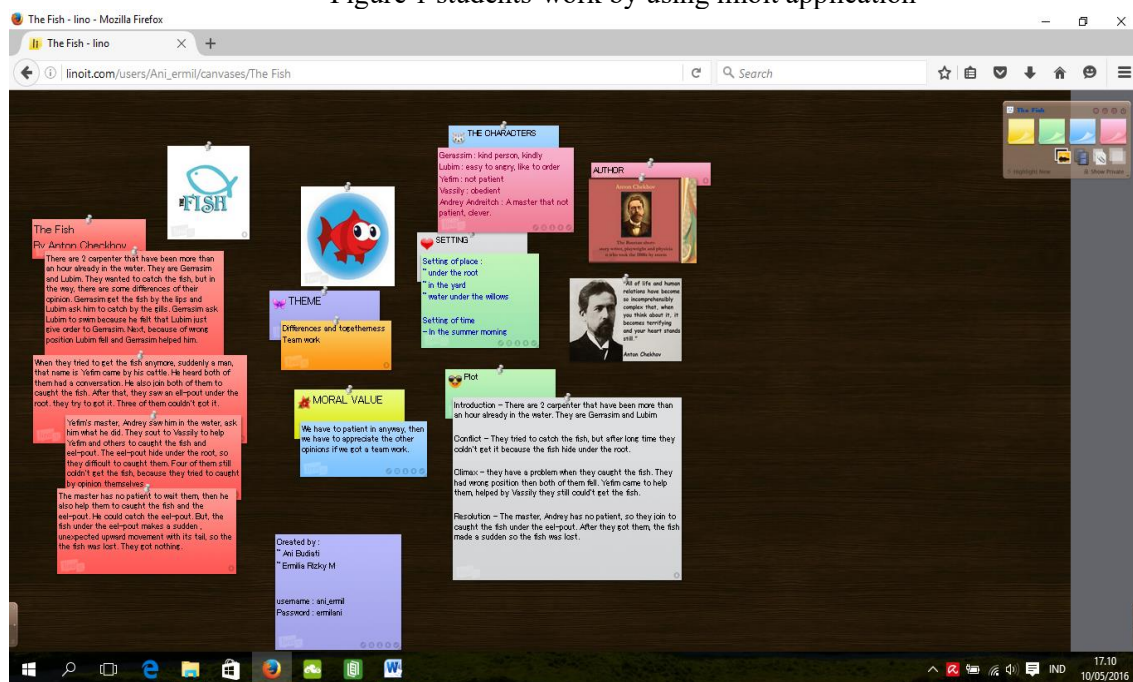 Figure 1 students' work by using linoit application
The Fish - lino - Mozilla Firefox
The Fish - lino
linoit.com/users/Ani_ermil/canvases/The Fish
Search
The FISH
The Fish
By Anton Checkhov
There are 2 carpenter that have been more than
an hour already in the water. They are Gerrasim
and Lubim. They wanted to catch the fish, but in
the way, there are some differences of their
opinion. Gerrasim get the fish by the lips and
Lubim ask him to catch by the gills. Gerrasim ask
Lubim to swim because he felt that Lubim just
give order to Gerrasim. Next, because of wrong
position Lubim fell and Gerrasim helped him.
When they tried to get the fish anymore, suddenly a man,
that name is Yefim came by his cattle. He heard both of
them had a conversation. He also join both of them to
caught the fish. After that, they saw an ell-pout under the
root. they try to got it. Three of them couldn't got it.
Yefim's master, Andrey saw him in the water, ask
him what he did. They sout to Vassily to help
Yefim and others to caught the fish and
eel-pout. The eel-pout hide under the root, so
they difficult to caught them. Four of them still
coldn't get the fish, because they tried to caught
by opinion themselves.
The master has no patient to wait them, then he
also help them to caught the fish and the
eel-pout. He could catch the eel-pout. But, the
fish under the eel-pout makes a sudden ,
unexpected upward movement with its tail, so the
the fish was lost. They got nothing.
THEME
Differences and togetherness
Team work
MORAL VALUE
We have to patient in anyway, then
we have to appreciate the other
opinions if we got a team work.
Created by :
" Ani Budiati
" Ermilia Rizky M
username : ani_ermil
Password : ermilani
THE CHARACTERS
Gerassim : kind person, kindly
Lubim : easy to angry, like to order
Yefim : not patient
Vassily : obedient
Andrey Andreitch : A master that not
patient, clever.
SETTING
Setting of place :
" under the root
" in the yard
" water under the willows
Setting of time
- In the summer morning
Plot
Introduction - There are 2 carpenter that have been more than
an hour already in the water. They are Gerrasim and Lubim
Conflict - They tried to catch the fish, but after long time they
coldn't get it because the fish hide under the root.
Climax - they have a problem when they caught the fish. They
had wrong position then both of them fell. Yefim came to help
them, helped by Vassily they still could't get the fish.
Resolution - The master, Andrey has no patient, so they join to
caught the fish under the eel-pout. After they got them, the fish
made a sudden so the fish was lost.
AUTHOR
Anton Chekhov
The Russian short-
story writer, playwright and physician
"All of life and human
relations have become
so incomprehensibly
complex that, when
you think about it, it
becomes terrifying
and your heart stands
still."
Anton Chekhov
The Fish
Highlight New
Show Private
IND
17.10
10/05/2016